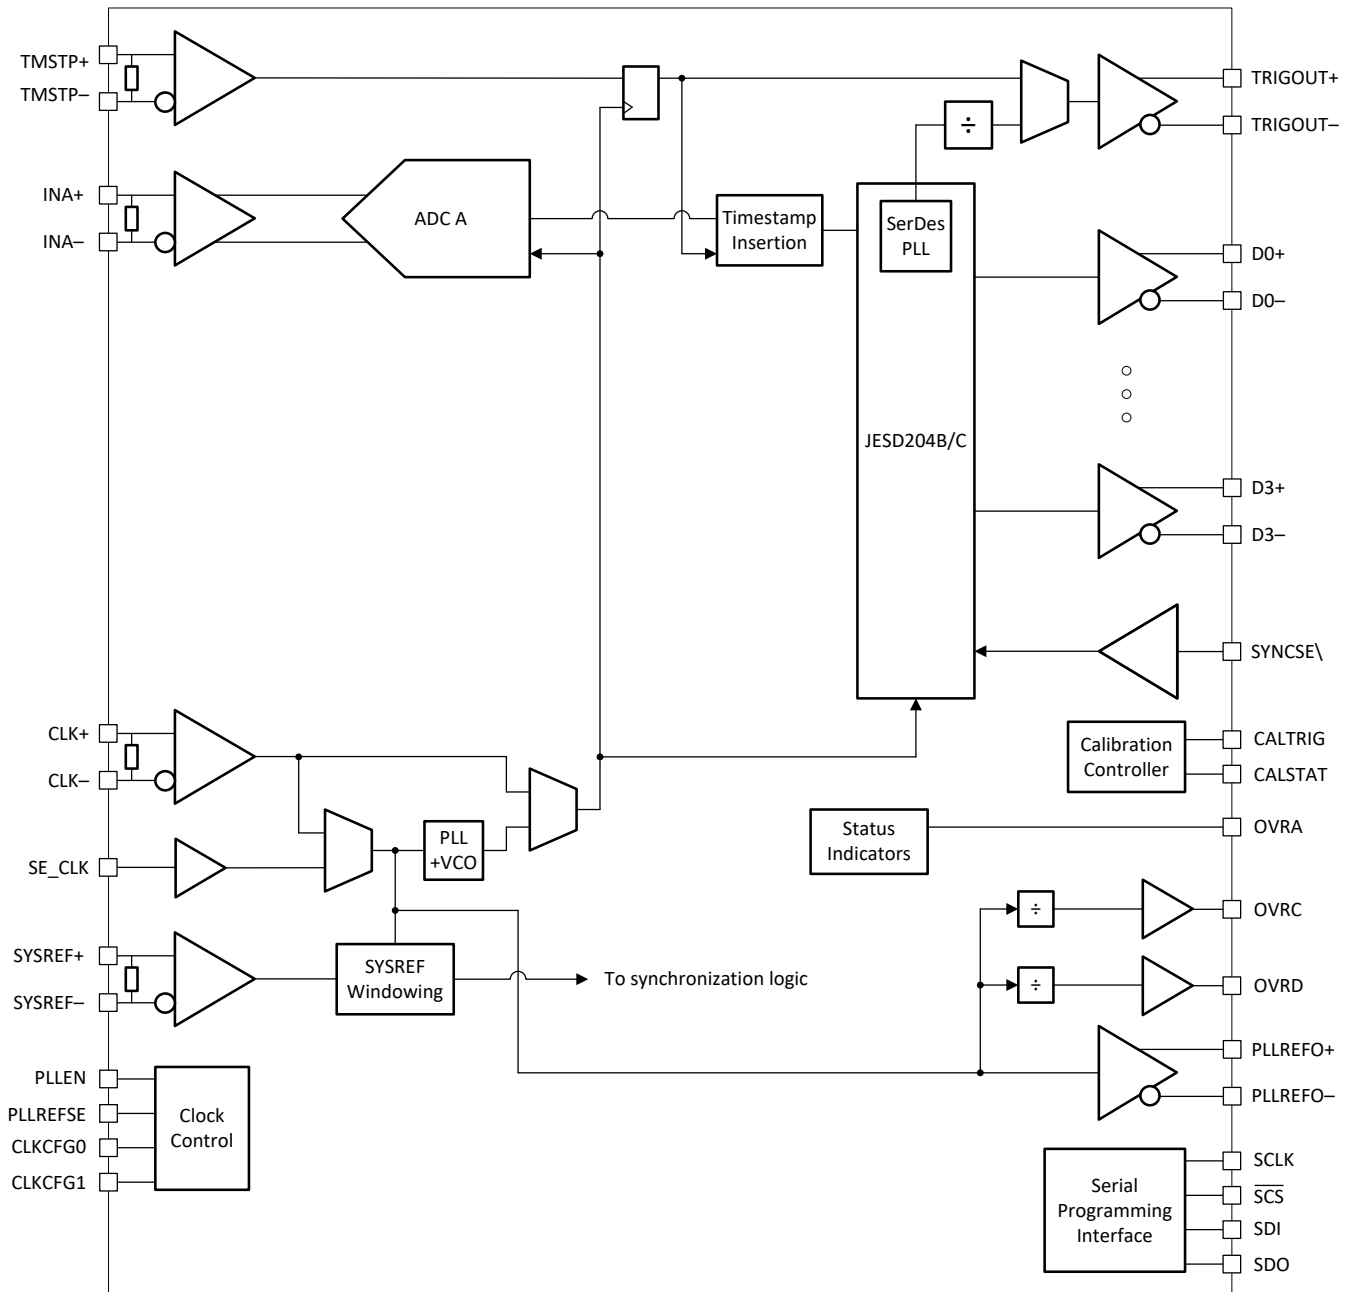 TMSTP+
TMSTP–
INA+
INA–
ADC A
Timestamp
Insertion
÷
SerDes
PLL
JESD204B/C
TRIGOUT+
TRIGOUT–
D0+
D0–
D3+
D3–
SYNCSE\
CLK+
CLK–
SE_CLK
PLL
+VCO
SYSREF+
SYSREF–
SYSREF
Windowing
To synchronization logic
Calibration
Controller
CALTRIG
CALSTAT
Status
Indicators
OVRA
÷
OVRC
÷
OVRD
PLLREFO+
PLLREFO–
PLLEN
PLLREFSE
CLKCFG0
CLKCFG1
Clock
Control
Serial
Programming
Interface
SCLK
SCS
SDI
SDO